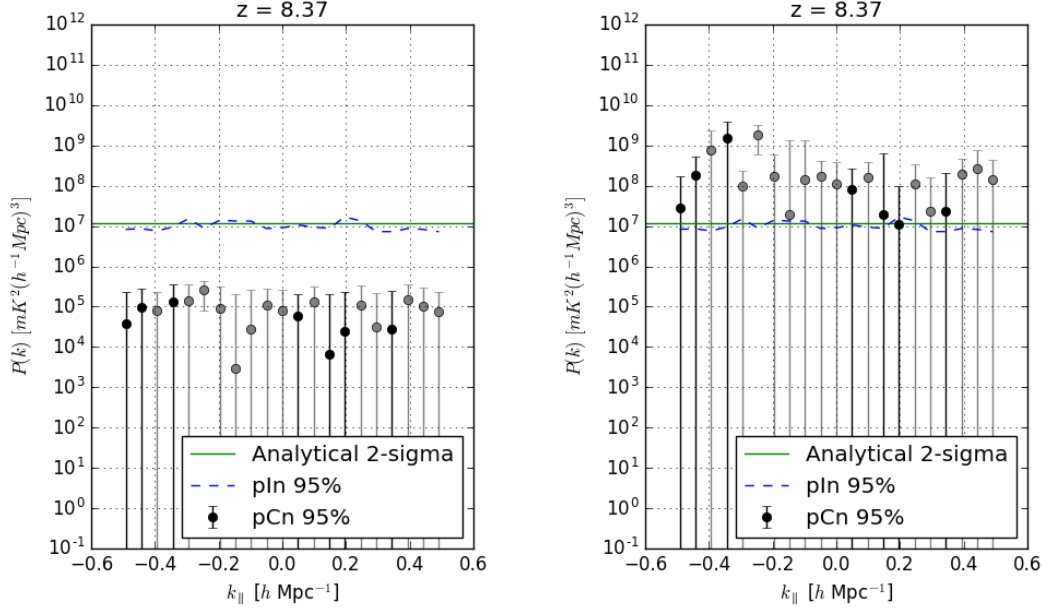 z = 8.37
10^12
10^11
10^10
10^9
10^8
10^7
10^6
10^5
10^4
10^3
10^2
10^1
10^0
10^-1
P(k) [mK^2(h^-1Mpc)^3]
−0.6 −0.4 −0.2 0.0 0.2 0.4 0.6
k_∥ [h Mpc^-1]
Analytical 2-sigma
pIn 95%
pCn 95%
z = 8.37
10^12
10^11
10^10
10^9
10^8
10^7
10^6
10^5
10^4
10^3
10^2
10^1
10^0
10^-1
P(k) [mK^2(h^-1Mpc)^3]
−0.6 −0.4 −0.2 0.0 0.2 0.4 0.6
k_∥ [h Mpc^-1]
Analytical 2-sigma
pIn 95%
pCn 95%